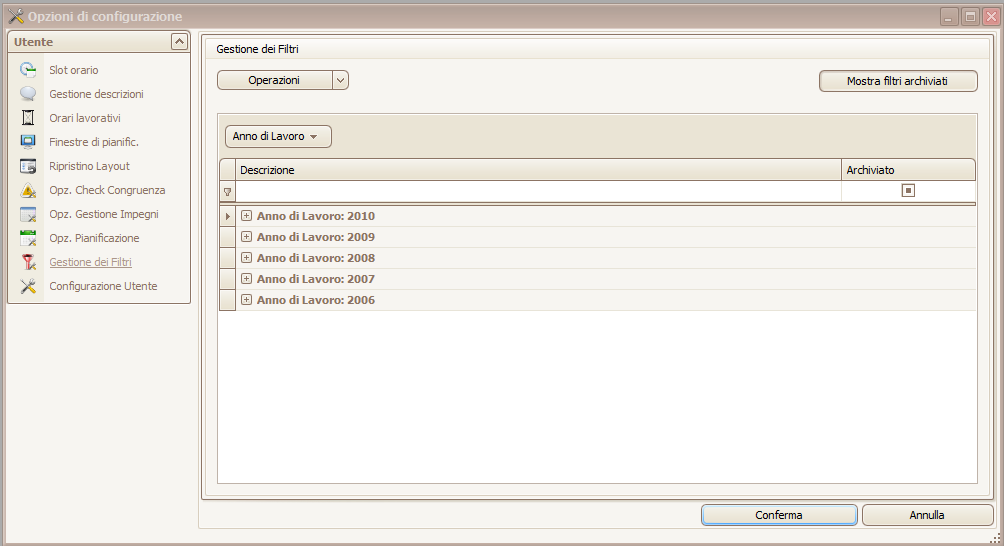 Opzioni di configurazione
Utente
Slot orario
Gestione descrizioni
Orari lavorativi
Finestre di pianific.
Ripristino Layout
Opz. Check Congruenza
Opz. Gestione Impegni
Opz. Pianificazione
Gestione dei Filtri
Configurazione Utente
Gestione dei Filtri
Operazioni
Mostra filtri archiviati
Anno di Lavoro
Descrizione Archiviato
Anno di Lavoro: 2010
Anno di Lavoro: 2009
Anno di Lavoro: 2008
Anno di Lavoro: 2007
Anno di Lavoro: 2006
Conferma Annulla